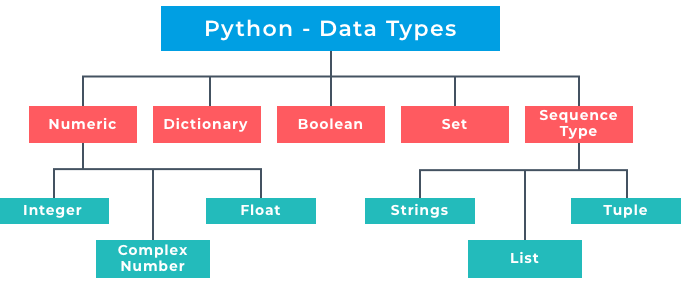 Python - Data Types
Numeric
Dictionary
Boolean
Set
Sequence
Type
Integer
Float
Strings
Tuple
Complex
Number
List